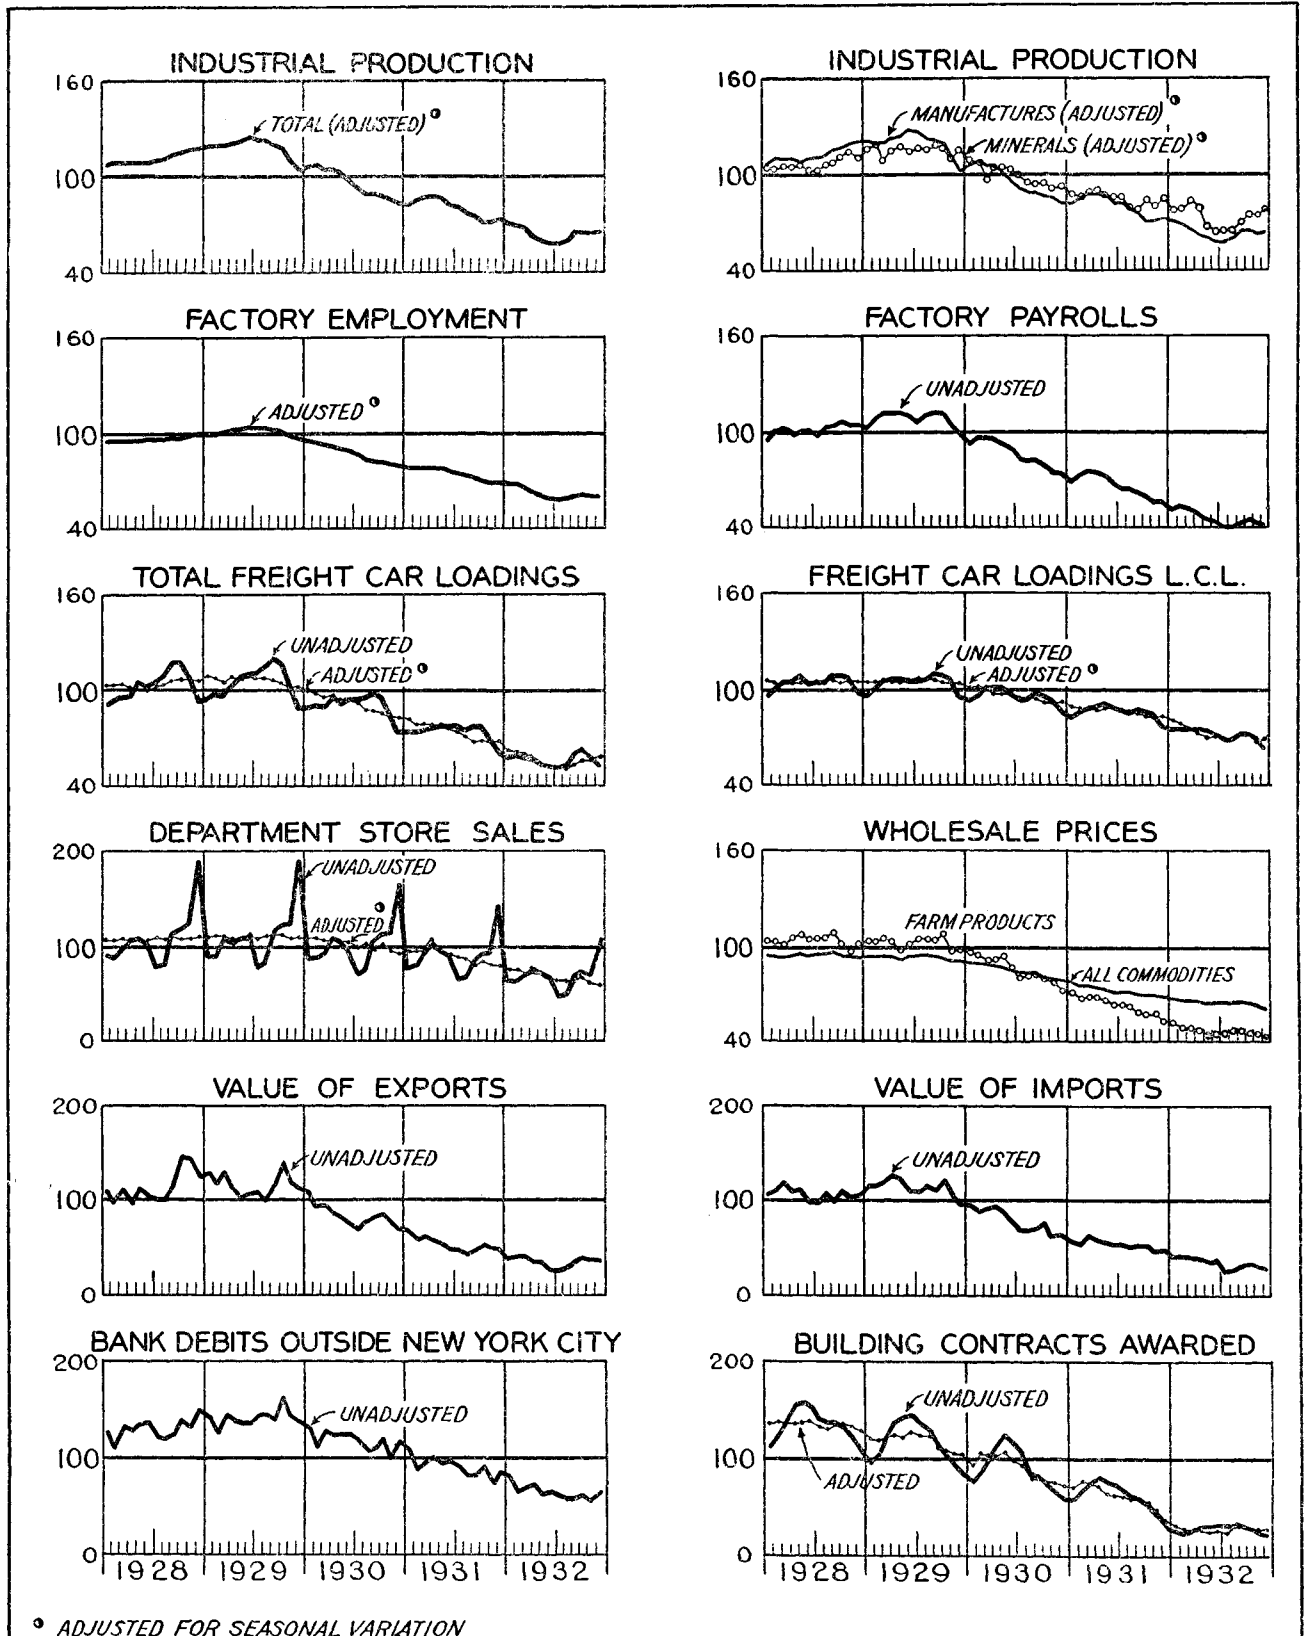 INDUSTRIAL PRODUCTION
160
TOTAL (ADJUSTED)
100
40
INDUSTRIAL PRODUCTION
160
MANUFACTURES (ADJUSTED)
MINERALS (ADJUSTED)
100
40
FACTORY EMPLOYMENT
160
ADJUSTED
100
40
FACTORY PAYROLLS
160
UNADJUSTED
100
40
TOTAL FREIGHT CAR LOADINGS
160
UNADJUSTED
ADJUSTED
100
40
FREIGHT CAR LOADINGS L.C.L.
160
UNADJUSTED
ADJUSTED
100
40
DEPARTMENT STORE SALES
200
UNADJUSTED
ADJUSTED
100
0
WHOLESALE PRICES
160
FARM PRODUCTS
100
ALL COMMODITIES
40
VALUE OF EXPORTS
200
UNADJUSTED
100
0
VALUE OF IMPORTS
200
UNADJUSTED
100
0
BANK DEBITS OUTSIDE NEW YORK CITY
200
UNADJUSTED
100
0
1928 1929 1930 1931 1932
BUILDING CONTRACTS AWARDED
200
UNADJUSTED
100
ADJUSTED
0
1928 1929 1930 1931 1932
ADJUSTED FOR SEASONAL VARIATION